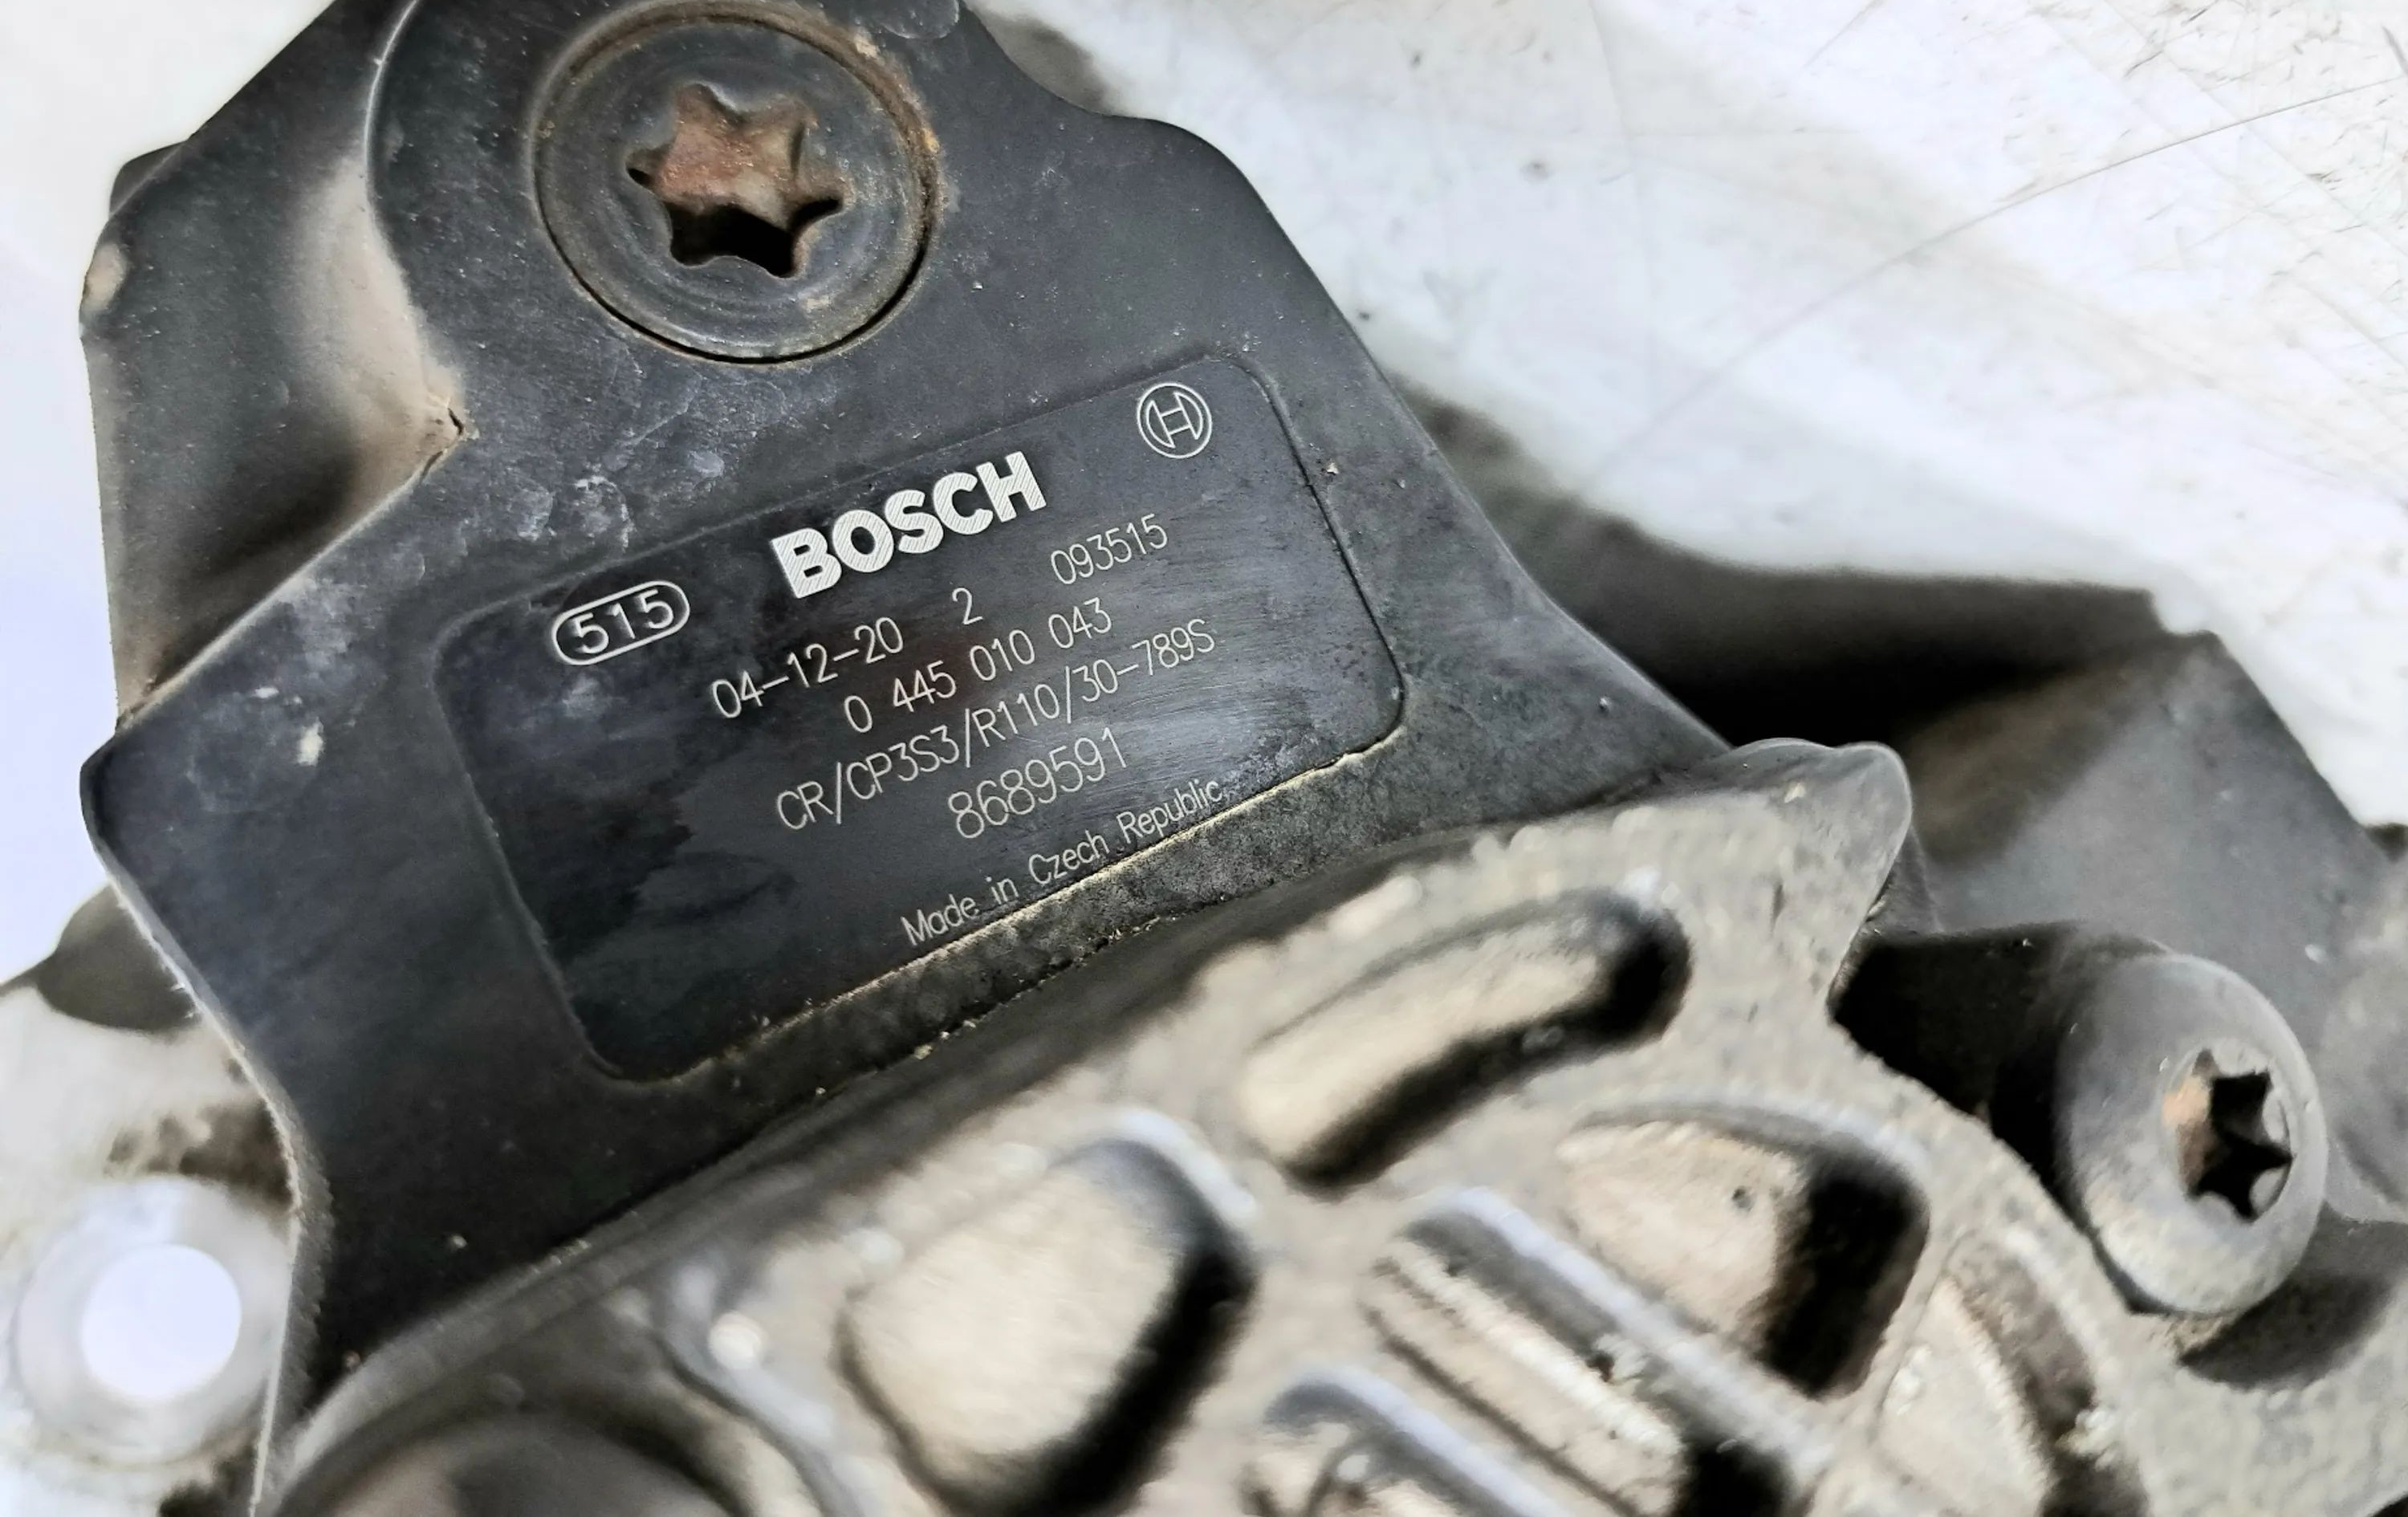 BOSCH
515
04-12-20 2 093515
0 445 010 043
CR/CP3S3/R110/30-789S
8689591
Made in Czech Republic